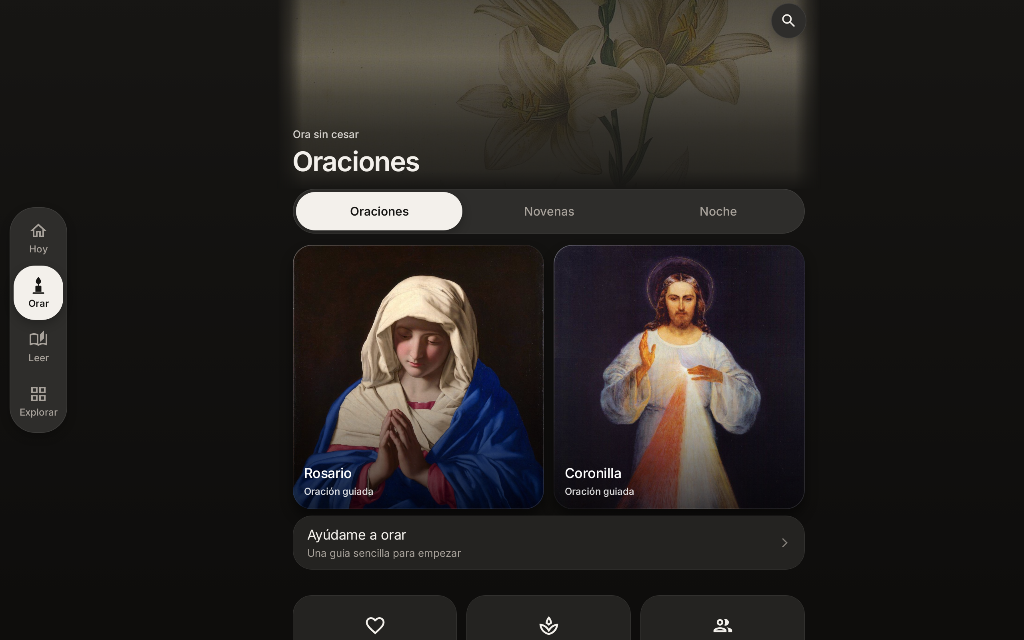 Ora sin cesar
Oraciones
Oraciones
Novenas
Noche
Hoy
Orar
Leer
Explorar
Rosario
Oración guiada
Coronilla
Oración guiada
Ayúdame a orar
Una guía sencilla para empezar